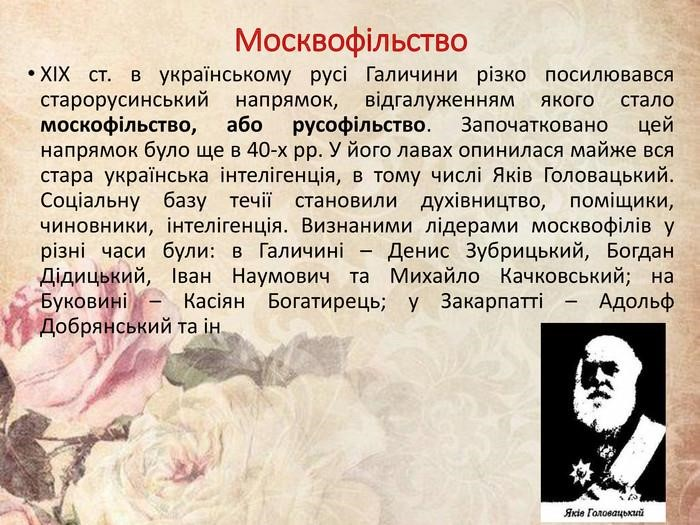 Москвофільство
• XIX ст. в українському русі Галичини різко посилювався
старорусинський напрямок, відгалуженням якого стало
москофільство, або русофільство. Започатковано цей
напрямок було ще в 40-х рр. У його лавах опинилася майже вся
стара українська інтелігенція, в тому числі Яків Головацький.
Соціальну базу течії становили духівництво, поміщики,
чиновники, інтелігенція. Визнаними лідерами москвофілів у
різні часи були: в Галичині – Денис Зубрицький, Богдан
Дідицький, Іван Наумович та Михайло Качковський; на
Буковині – Касіян Богатирець; у Закарпатті – Адольф
Добрянський та ін
Яків Головацький